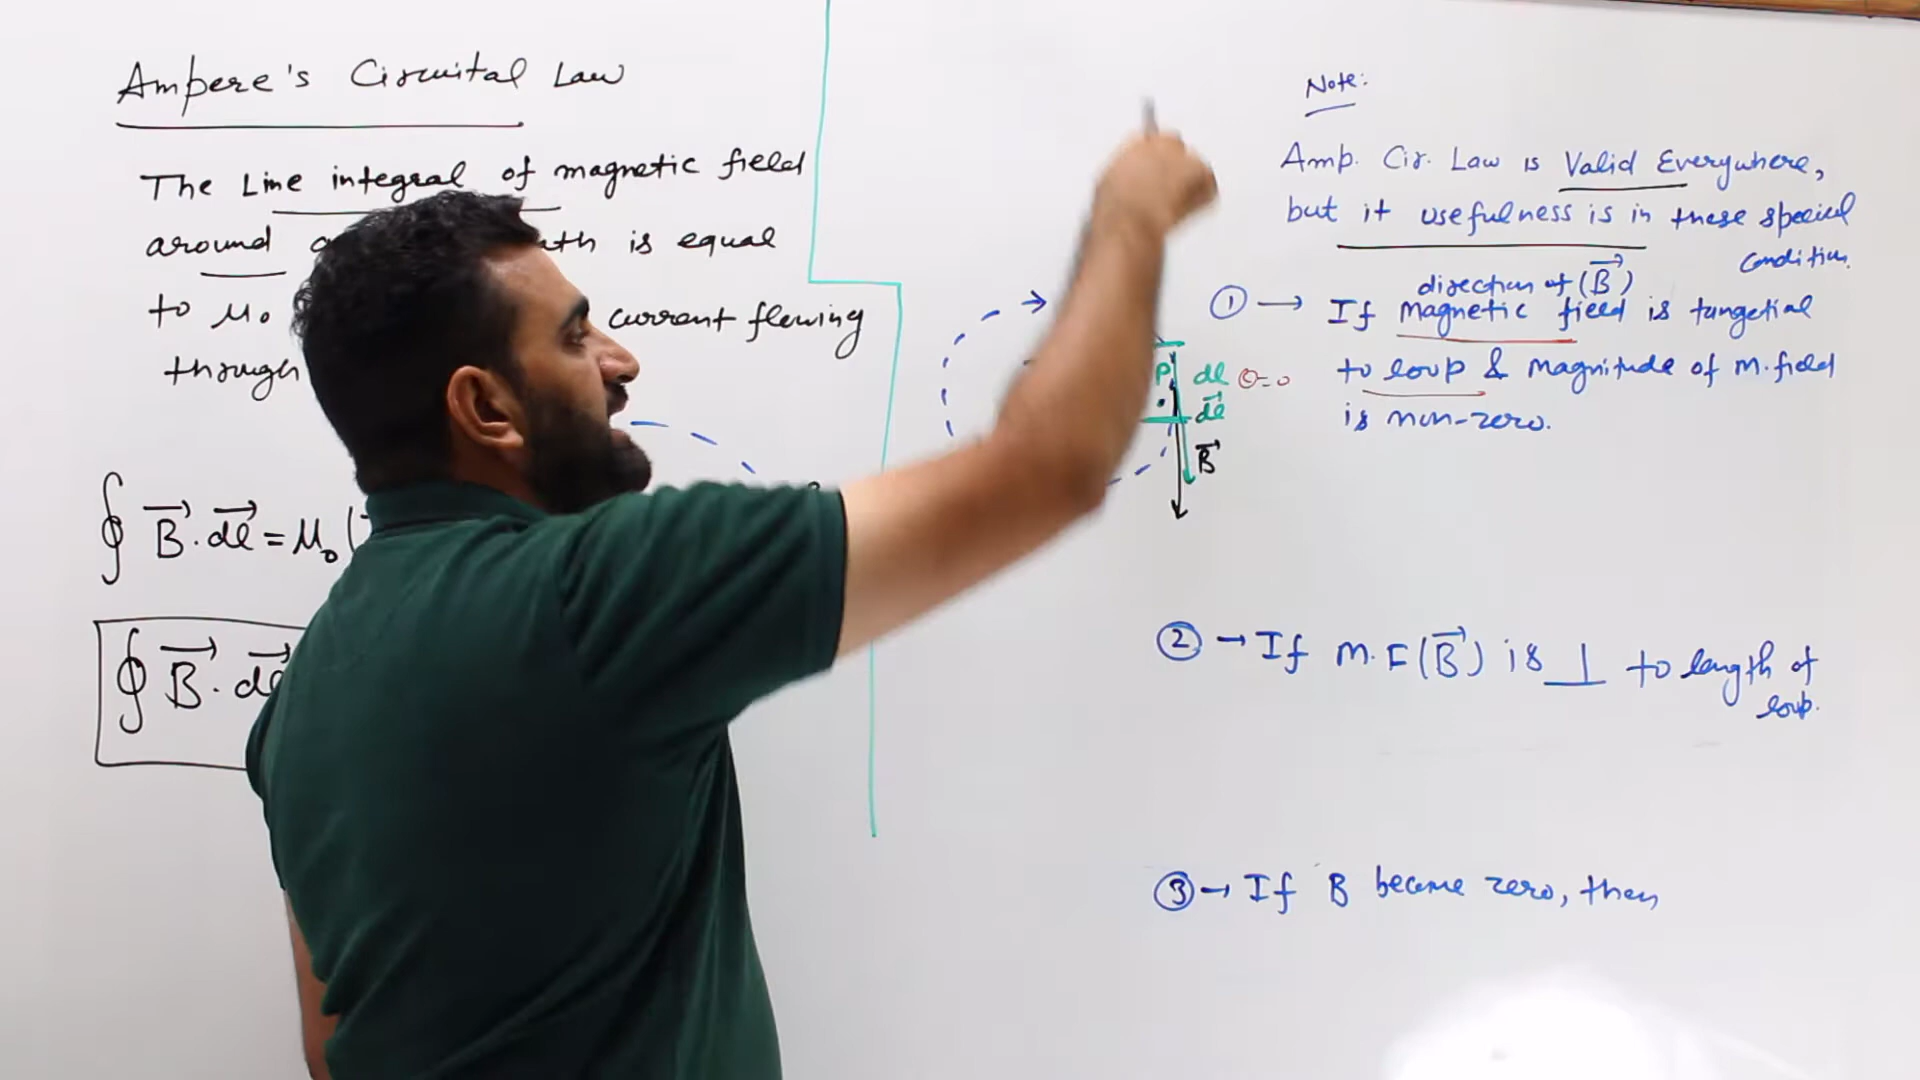 Ampere's Circuital Law
The Line integral of magnetic field
around is equal
to μ₀ current flowing
through
∮ B⃗ · dl⃗ = μ₀ (
∮ B⃗ · dl⃗
P dl θ=0
dl⃗
B⃗
Note:
Amp. Cir. Law is Valid Everywhere,
but it usefulness is in these special
condition.
direction of (B⃗)
① → If magnetic field is tangetial
to loop & magnitude of m. field
is non-zero.
② → If M.F (B⃗) is ⊥ to length of
loop.
③ → If B become zero, then